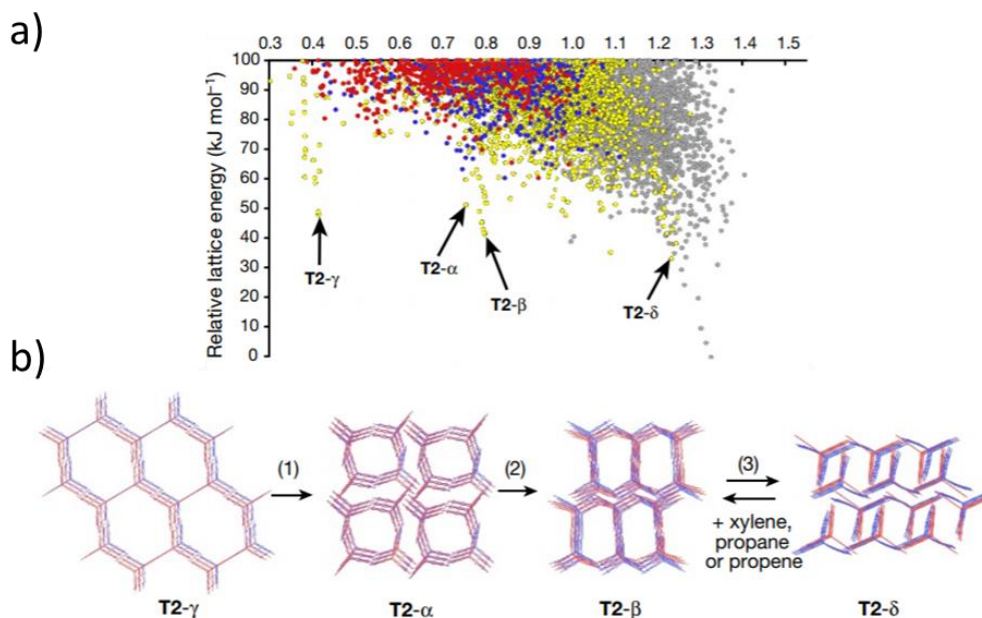 a)
0.3 0.4 0.5 0.6 0.7 0.8 0.9 1.0 1.1 1.2 1.3 1.4 1.5
Relative lattice energy (kJ mol⁻¹)
100
90
80
70
60
50
40
30
20
10
0
T2-γ
T2-α
T2-β
T2-δ
b)
(1)
(2)
(3)
+ xylene,
propane
or propene
T2-γ
T2-α
T2-β
T2-δ